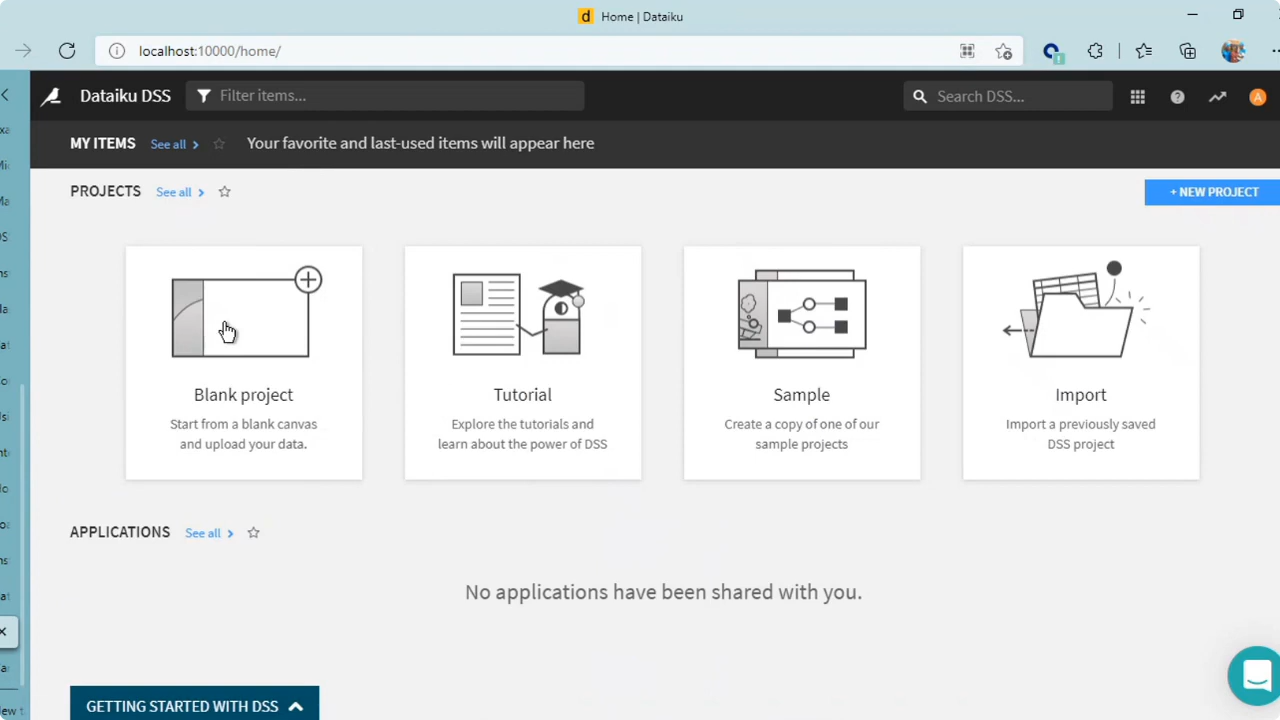 Home | Dataiku
localhost:10000/home/
Dataiku DSS
Filter items...
Search DSS...
MY ITEMS
See all
Your favorite and last-used items will appear here
PROJECTS
See all
+ NEW PROJECT
Blank project
Start from a blank canvas
and upload your data.
Tutorial
Explore the tutorials and
learn about the power of DSS
Sample
Create a copy of one of our
sample projects
Import
Import a previously saved
DSS project
APPLICATIONS
See all
No applications have been shared with you.
GETTING STARTED WITH DSS